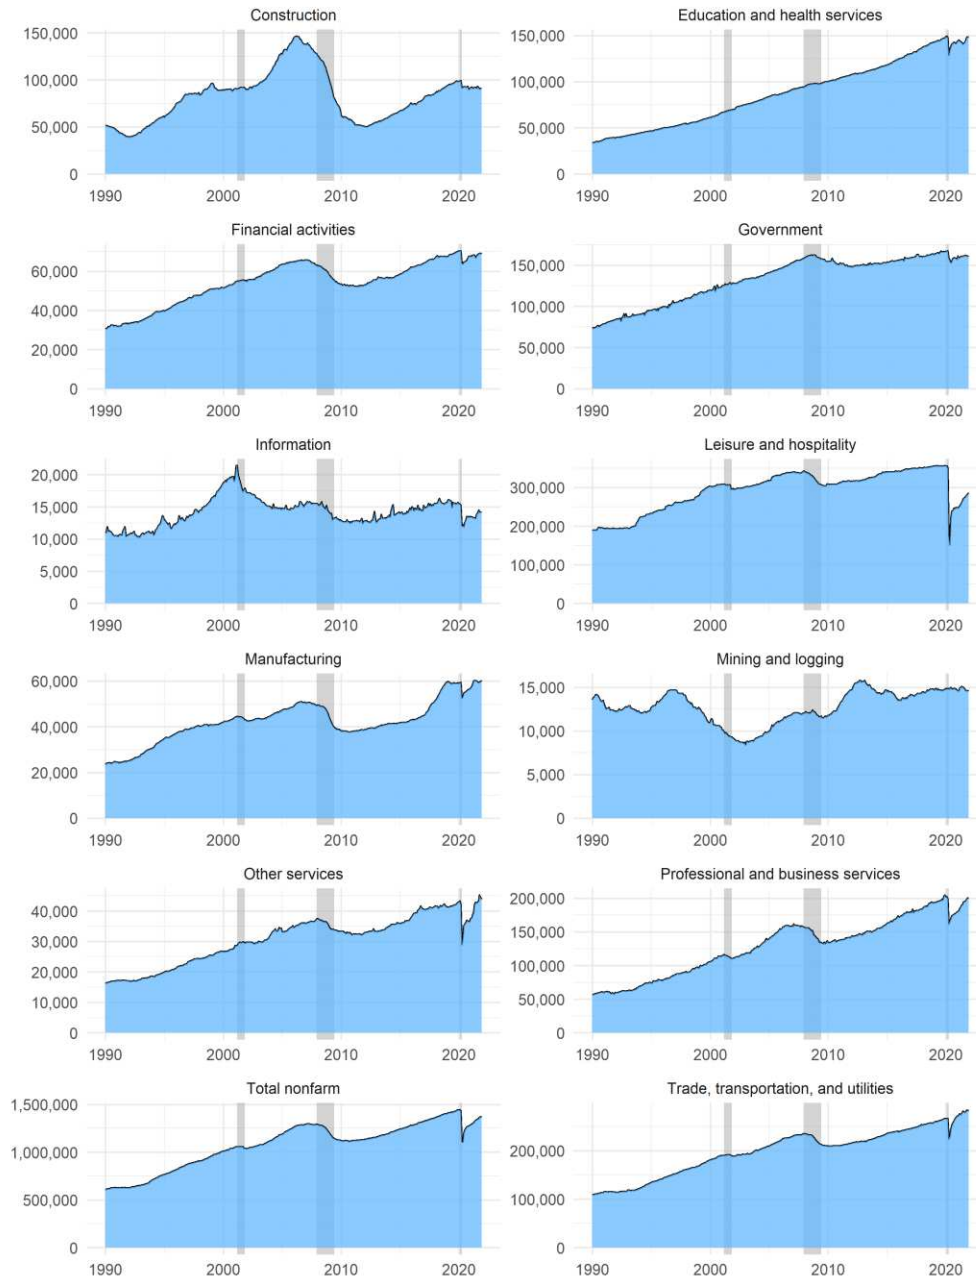 Construction
150,000
100,000
50,000
0
1990 2000 2010 2020
Education and health services
150,000
100,000
50,000
0
1990 2000 2010 2020
Financial activities
60,000
40,000
20,000
0
1990 2000 2010 2020
Government
150,000
100,000
50,000
0
1990 2000 2010 2020
Information
20,000
15,000
10,000
5,000
0
1990 2000 2010 2020
Leisure and hospitality
300,000
200,000
100,000
0
1990 2000 2010 2020
Manufacturing
60,000
40,000
20,000
0
1990 2000 2010 2020
Mining and logging
15,000
10,000
5,000
0
1990 2000 2010 2020
Other services
40,000
30,000
20,000
10,000
0
1990 2000 2010 2020
Professional and business services
200,000
150,000
100,000
50,000
0
1990 2000 2010 2020
Total nonfarm
1,500,000
1,000,000
500,000
0
1990 2000 2010 2020
Trade, transportation, and utilities
200,000
100,000
0
1990 2000 2010 2020